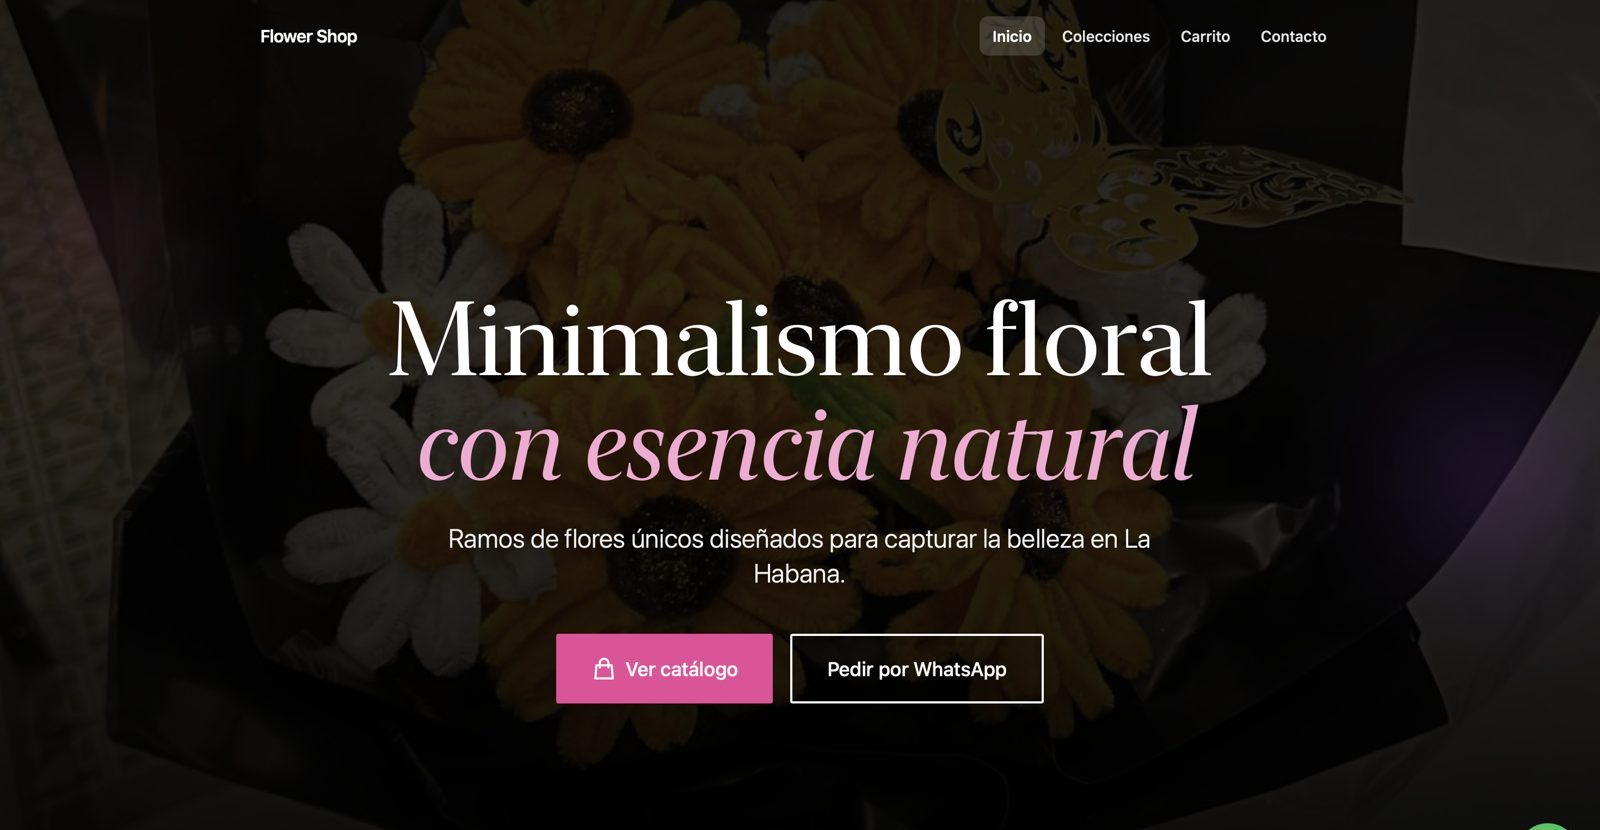 Flower Shop
Inicio
Colecciones
Carrito
Contacto
Minimalismo floral
con esencia natural
Ramos de flores únicos diseñados para capturar la belleza en La
Habana.
Ver catálogo
Pedir por WhatsApp